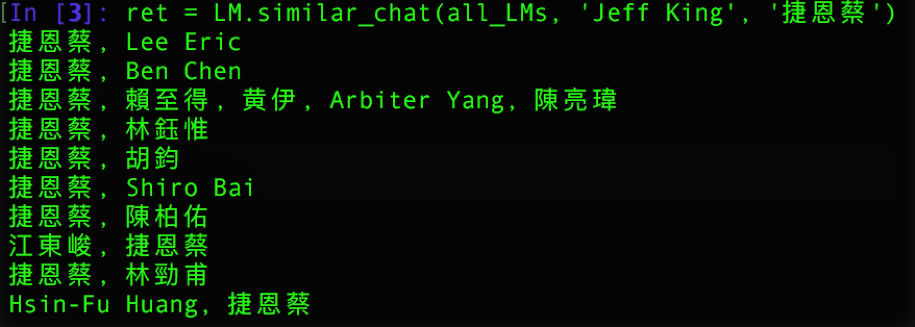 In [3]: ret = LM.similar_chat(all_LMs, 'Jeff King', '捷恩蔡')
捷恩蔡, Lee Eric
捷恩蔡, Ben Chen
捷恩蔡, 賴至得, 黃伊, Arbiter Yang, 陳亮瑋
捷恩蔡, 林鈺惟
捷恩蔡, 胡鈞
捷恩蔡, Shiro Bai
捷恩蔡, 陳柏佑
江東峻, 捷恩蔡
捷恩蔡, 林勁甫
Hsin-Fu Huang, 捷恩蔡